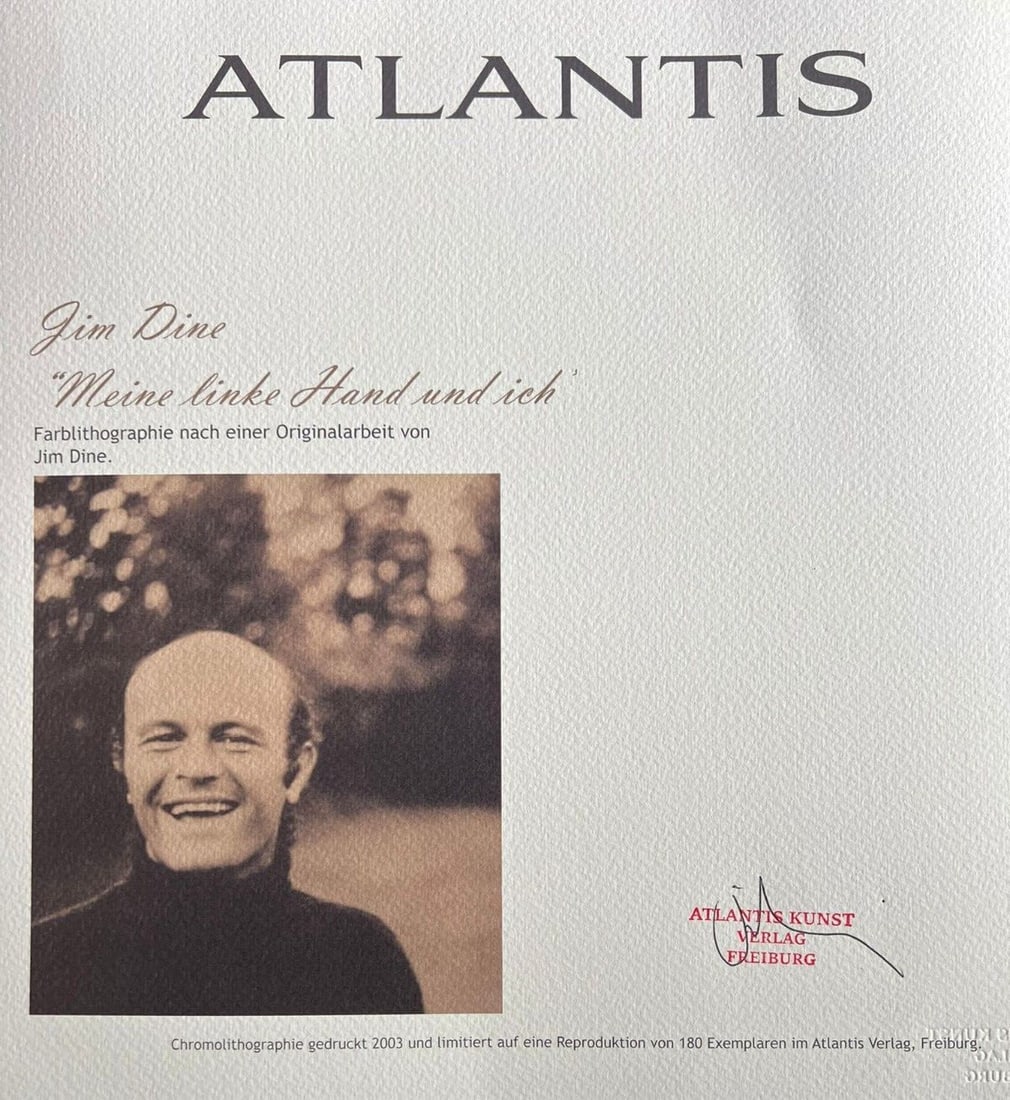 ATLANTIS
Jim Dine
“Meine linke Hand und ich’
Farblithographie nach einer Originalarbeit von
Jim Dine.
ATLANTIS KUNST
VERLAG
FREIBURG
Chromolithographie gedruckt 2003 und limitiert auf eine Reproduktion von 180 Exemplaren im Atlantis Verlag, Freiburg.